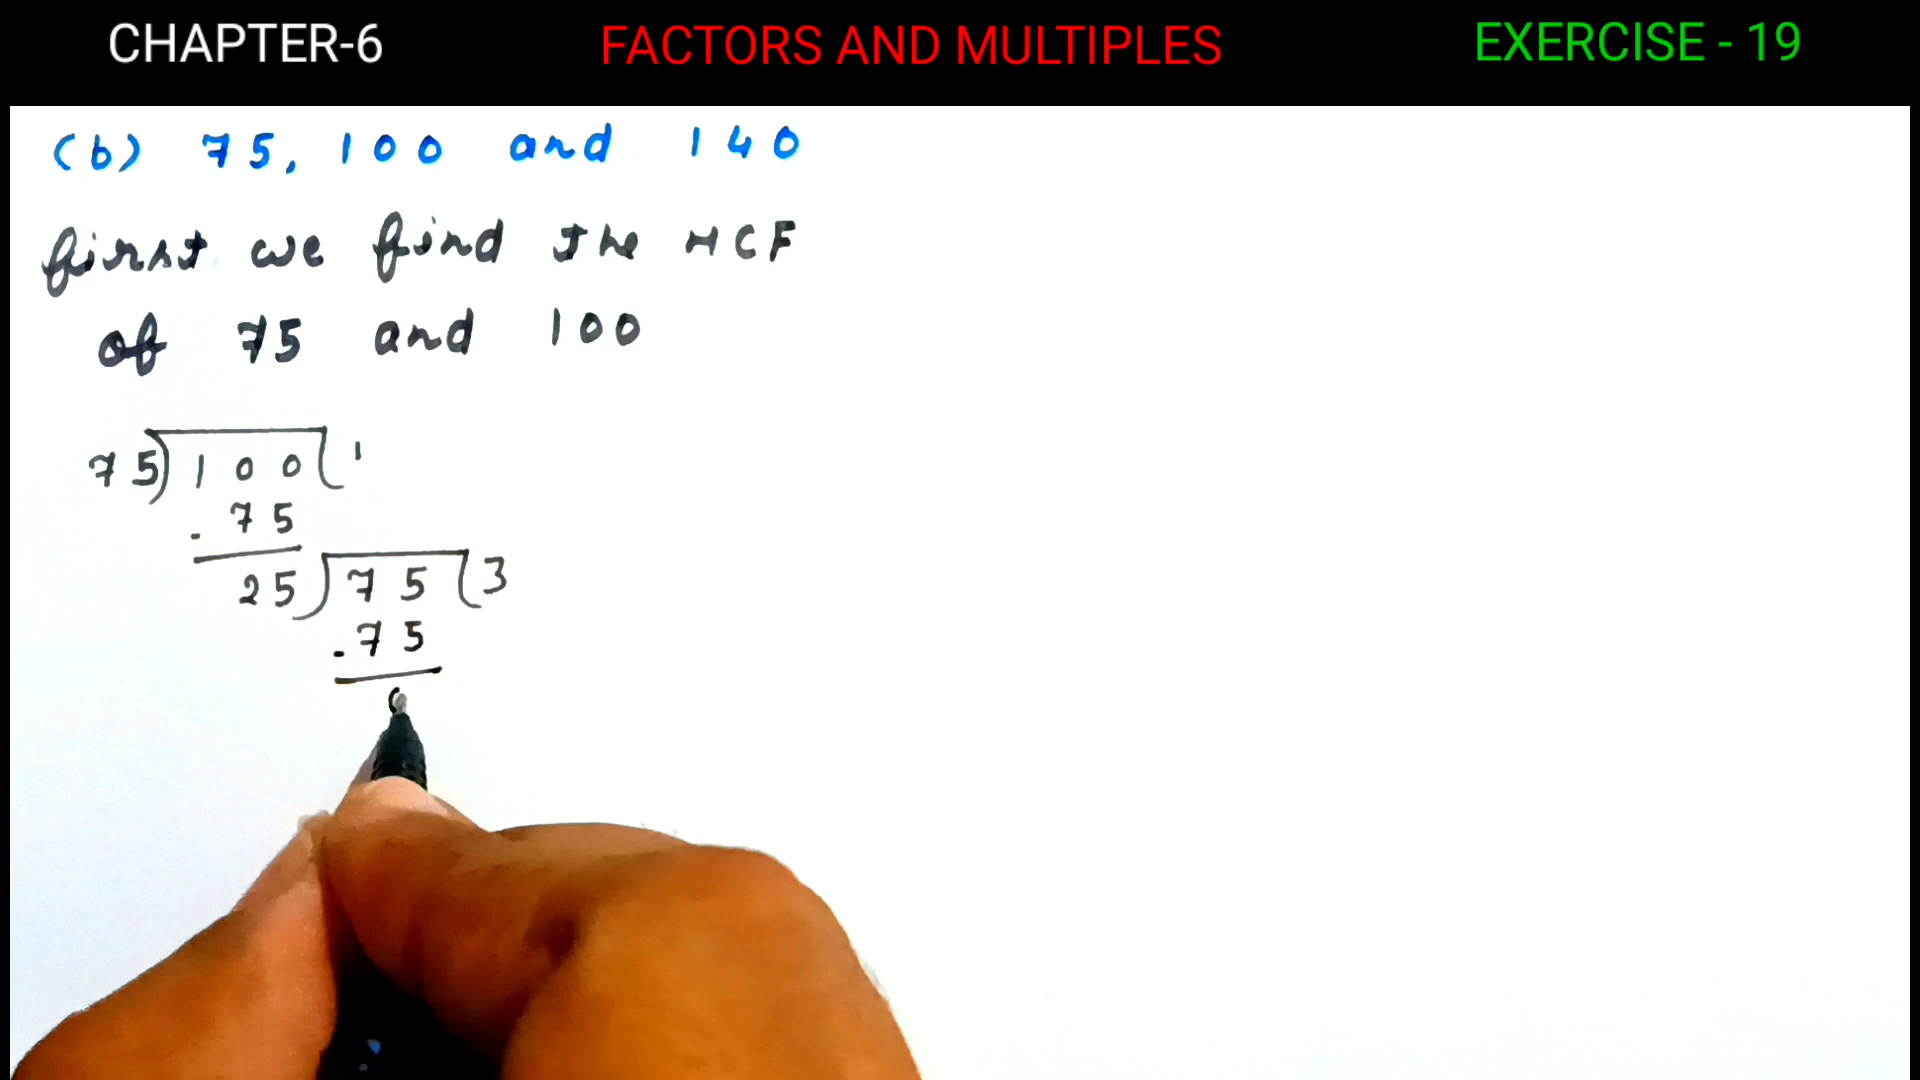 CHAPTER-6 FACTORS AND MULTIPLES EXERCISE - 19
(b) 75, 100 and 140
first we find the HCF
of 75 and 100
75) 100 ( 1
- 75
25 ) 75 ( 3
- 75
0